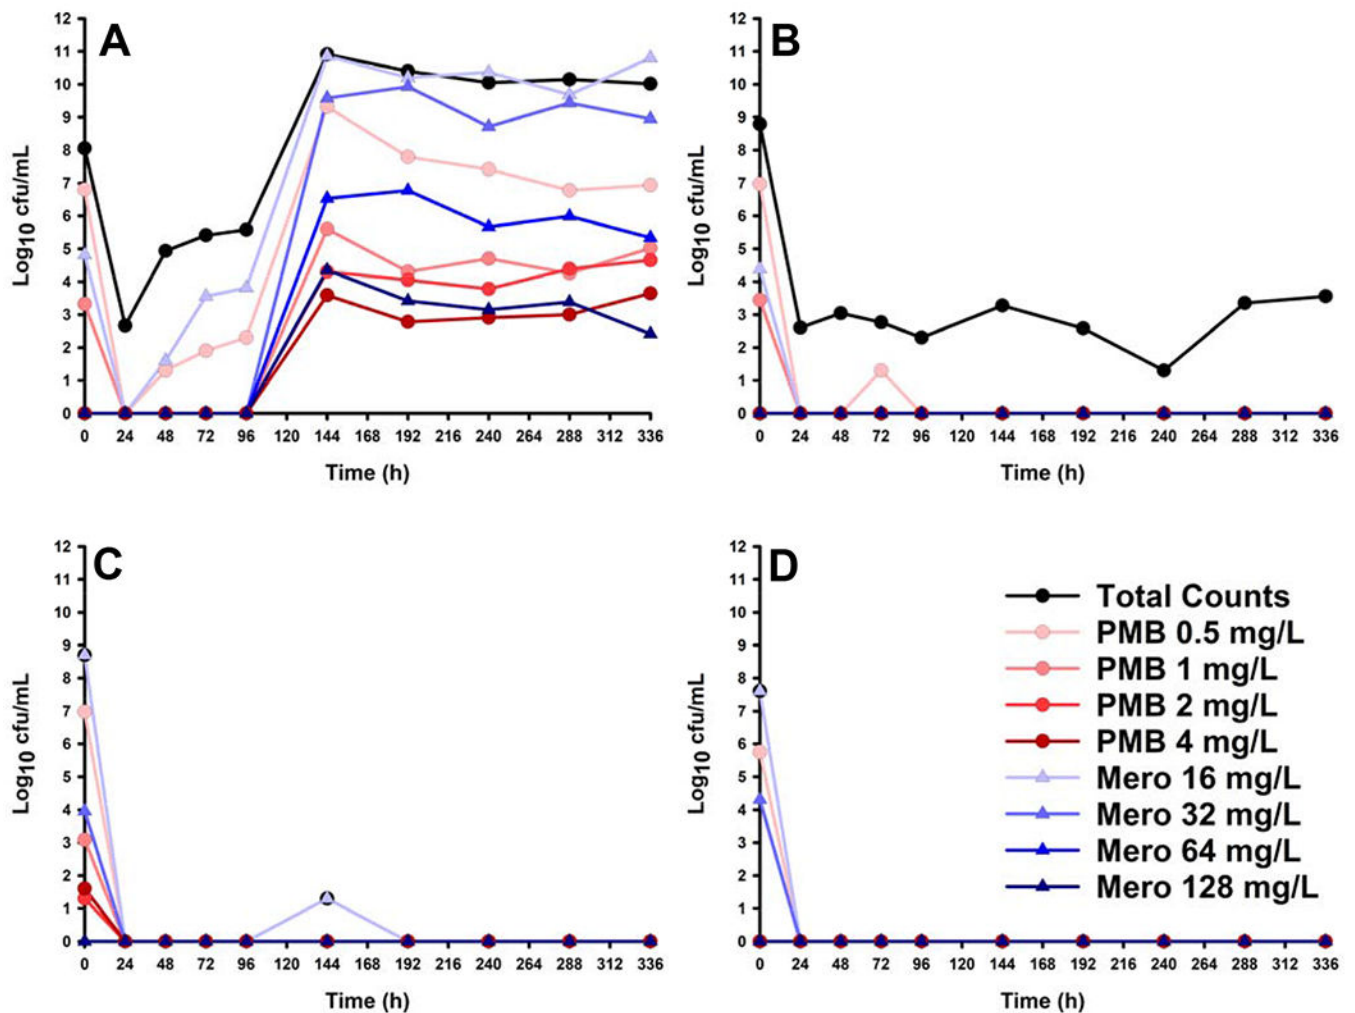 A
12
11
10
9
8
7
6
5
4
3
2
1
0
Log10 cfu/mL
0 24 48 72 96 120 144 168 192 216 240 264 288 312 336
Time (h)
B
12
11
10
9
8
7
6
5
4
3
2
1
0
Log10 cfu/mL
0 24 48 72 96 120 144 168 192 216 240 264 288 312 336
Time (h)
C
12
11
10
9
8
7
6
5
4
3
2
1
0
Log10 cfu/mL
0 24 48 72 96 120 144 168 192 216 240 264 288 312 336
Time (h)
D
12
11
10
9
8
7
6
5
4
3
2
1
0
Log10 cfu/mL
0 24 48 72 96 120 144 168 192 216 240 264 288 312 336
Time (h)
Total Counts
PMB 0.5 mg/L
PMB 1 mg/L
PMB 2 mg/L
PMB 4 mg/L
Mero 16 mg/L
Mero 32 mg/L
Mero 64 mg/L
Mero 128 mg/L